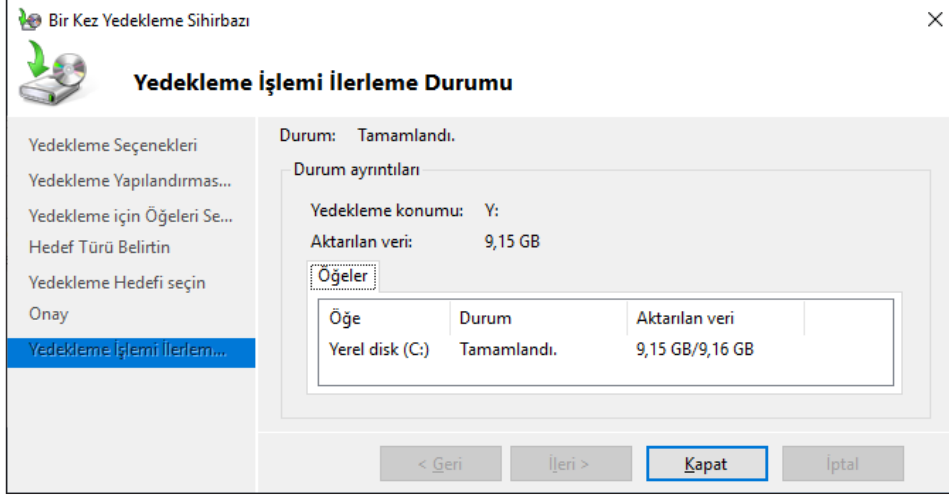 Bir Kez Yedekleme Sihirbazı
Yedekleme İşlemi İlerleme Durumu
Yedekleme Seçenekleri
Yedekleme Yapılandırmas...
Yedekleme için Öğeleri Se...
Hedef Türü Belirtin
Yedekleme Hedefi seçin
Onay
Yedekleme İşlemi İlerlem...
Durum: Tamamlandı.
Durum ayrıntıları
Yedekleme konumu: Y:
Aktarılan veri: 9,15 GB
Öğeler
Öğe Durum Aktarılan veri
Yerel disk (C:) Tamamlandı. 9,15 GB/9,16 GB
< Geri İleri > Kapat İptal